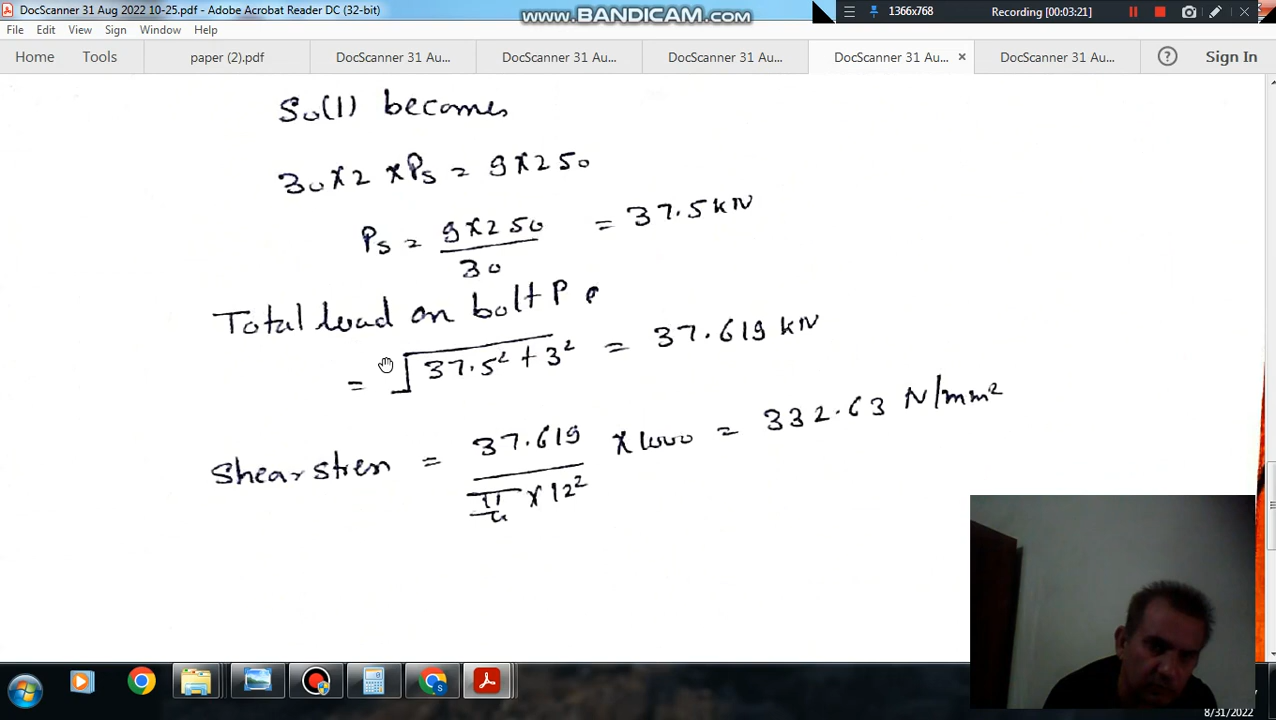 DocScanner 31 Aug 2022 10-25.pdf - Adobe Acrobat Reader DC (32-bit)
www.BANDICAM.com
1366x768
Recording [00:03:21]
File Edit View Sign Window Help
Home Tools paper (2).pdf DocScanner 31 Au... DocScanner 31 Au... DocScanner 31 Au... DocScanner 31 Au... × DocScanner 31 Au... Sign In
So(1) becomes
30 x 2 x Ps = 9 x 250
Ps = 9 x 250 / 30 = 37.5 kN
Total load on bolt P
= √37.5² + 3² = 37.619 kN
Shear stress = 37.619 / π/4 x 12² x 1000 = 332.63 N/mm²
8/31/2022